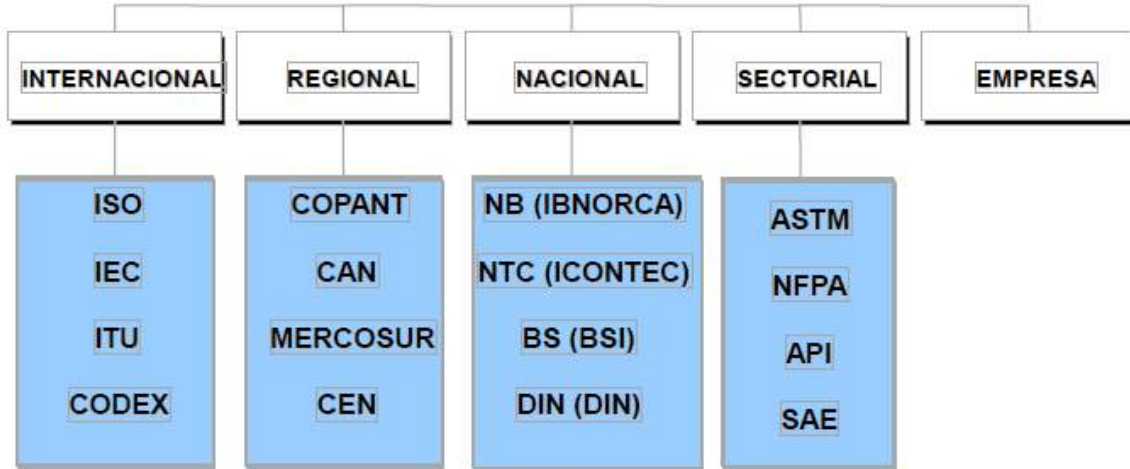 INTERNACIONAL
REGIONAL
NACIONAL
SECTORIAL
EMPRESA
ISO
IEC
ITU
CODEX
COPANT
CAN
MERCOSUR
CEN
NB (IBNORCA)
NTC (ICONTEC)
BS (BSI)
DIN (DIN)
ASTM
NFPA
API
SAE